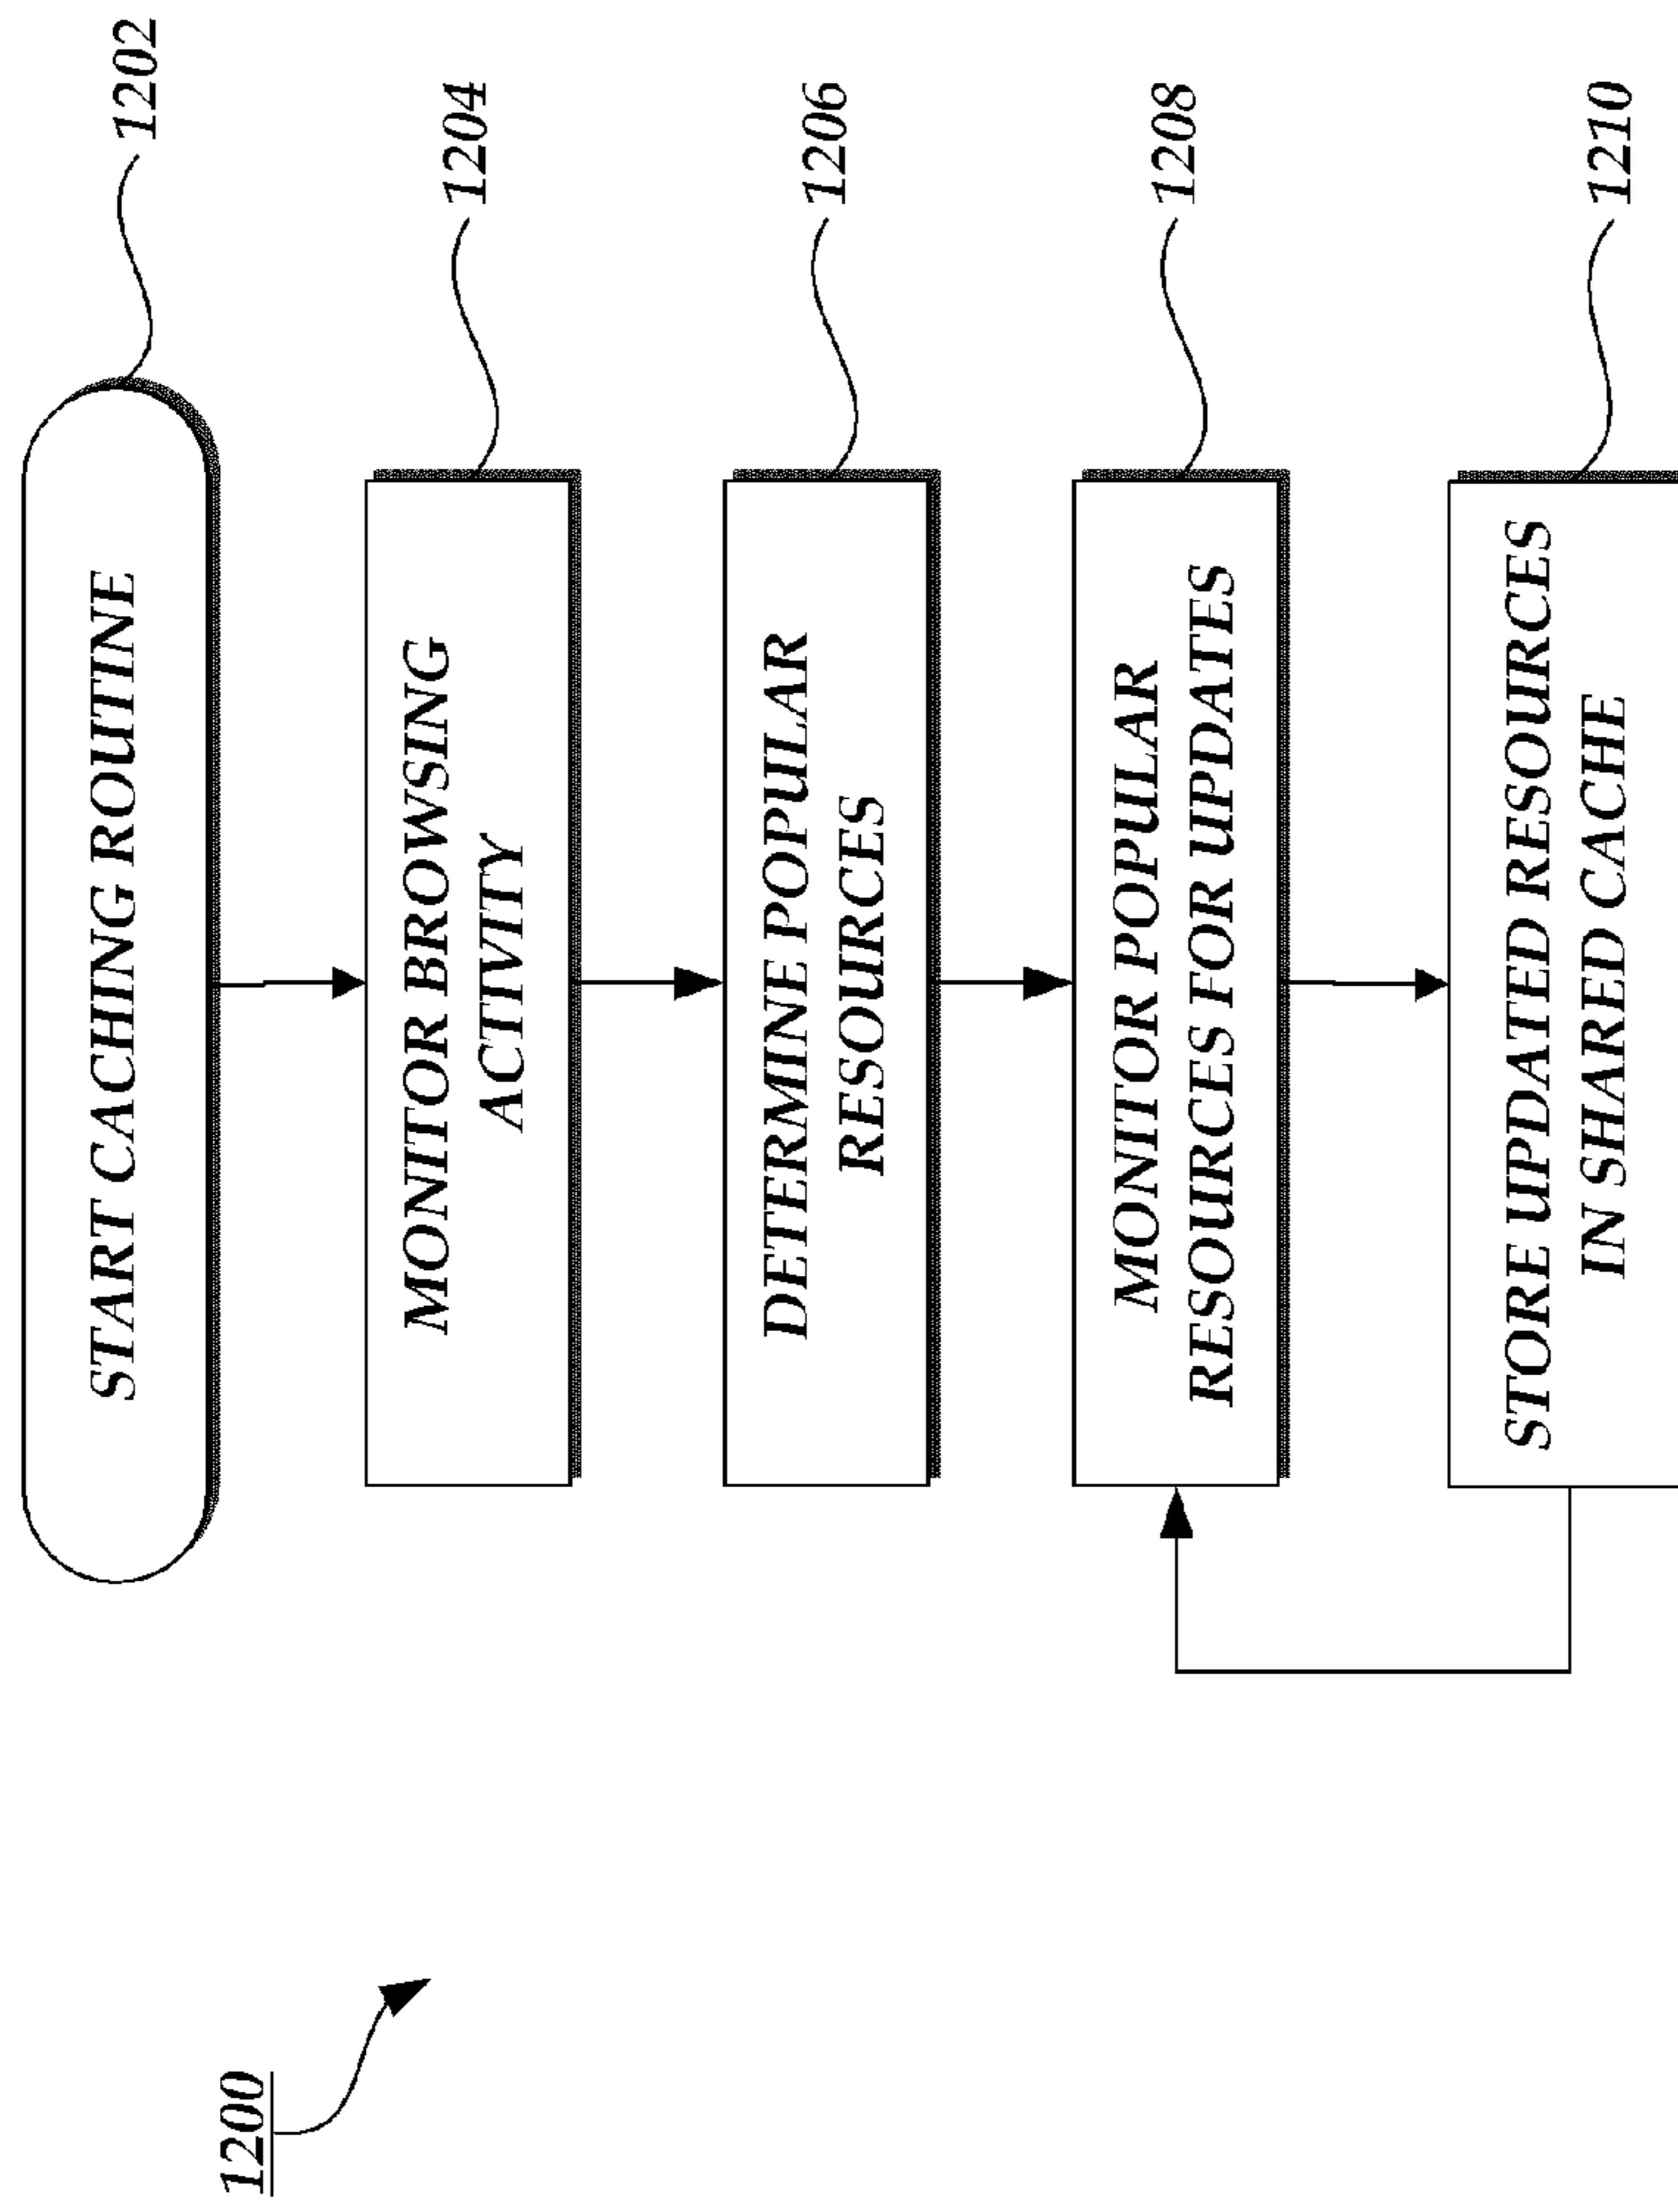 1200
START CACHING ROUTINE
1202
MONITOR BROWSING
ACTIVITY
1204
DETERMINE POPULAR
RESOURCES
1206
MONITOR POPULAR
RESOURCES FOR UPDATES
1208
STORE UPDATED RESOURCES
IN SHARED CACHE
1210